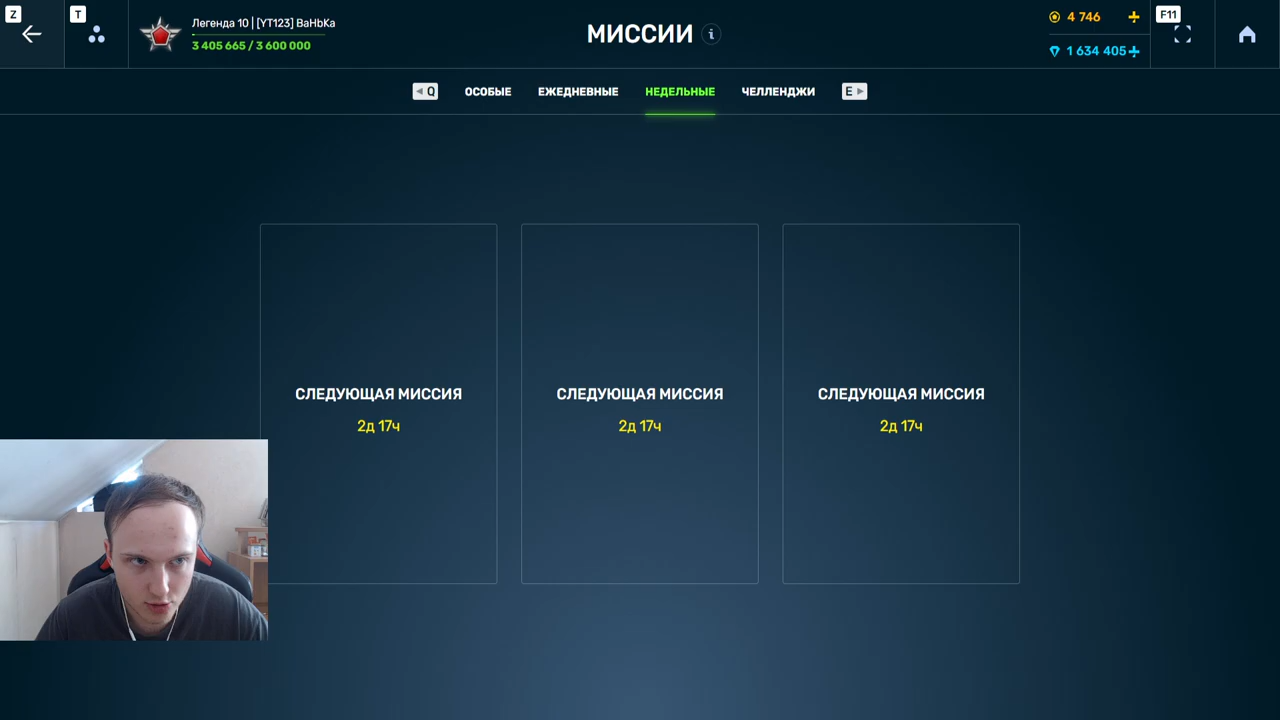 Z
T
Легенда 10 | [YT123] BaHbKa
3 405 665 / 3 600 000
МИССИИ
i
4 746
1 634 405
F11
Q
ОСОБЫЕ
ЕЖЕДНЕВНЫЕ
НЕДЕЛЬНЫЕ
ЧЕЛЛЕНДЖИ
E
СЛЕДУЮЩАЯ МИССИЯ
2д 17ч
СЛЕДУЮЩАЯ МИССИЯ
2д 17ч
СЛЕДУЮЩАЯ МИССИЯ
2д 17ч